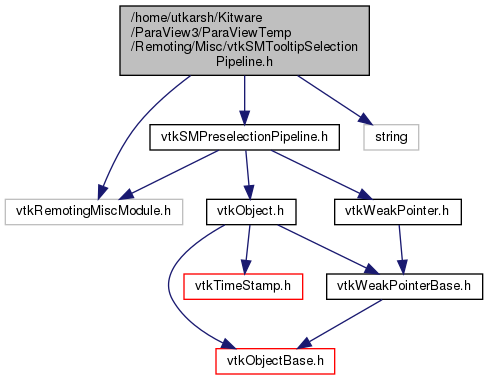 /home/utkarsh/Kitware
/ParaView3/ParaViewTemp
/Remoting/Misc/vtkSMTooltipSelection
Pipeline.h
vtkSMPreselectionPipeline.h
string
vtkRemotingMiscModule.h
vtkObject.h
vtkWeakPointer.h
vtkTimeStamp.h
vtkWeakPointerBase.h
vtkObjectBase.h